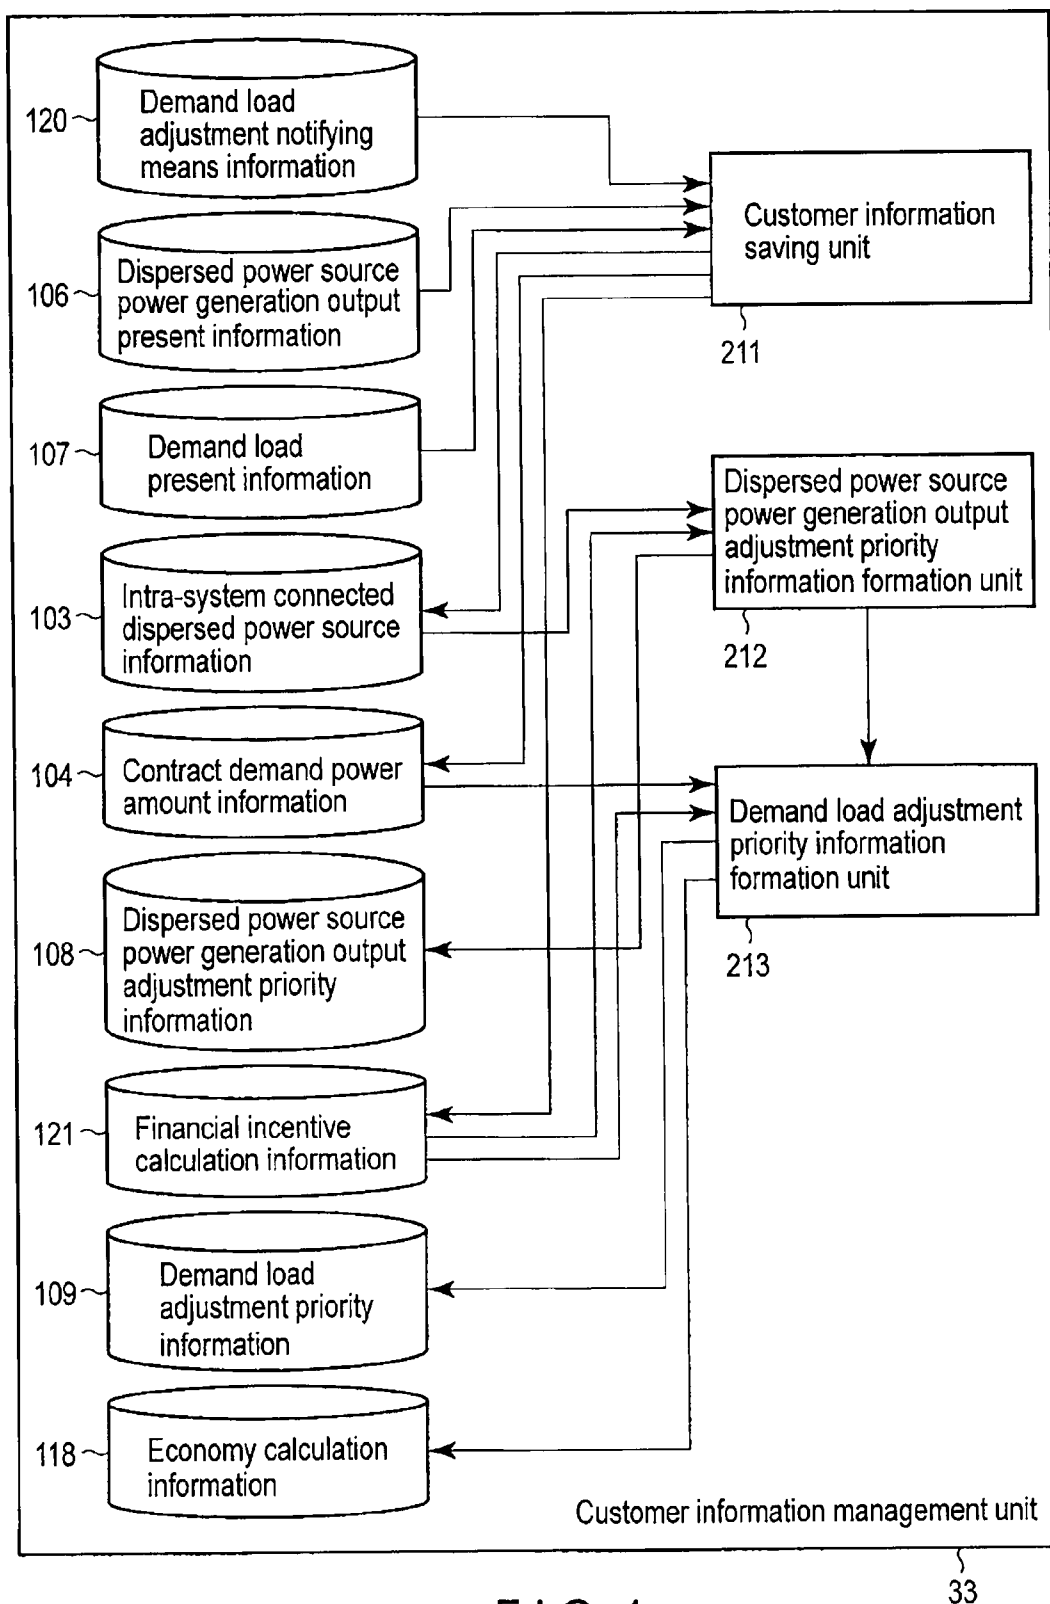 120
Demand load
adjustment notifying
means information
Customer information
saving unit
211
106
Dispersed power source
power generation output
present information
107
Demand load
present information
Dispersed power source
power generation output
adjustment priority
information formation unit
212
103
Intra-system connected
dispersed power source
information
104
Contract demand power
amount information
Demand load adjustment
priority information
formation unit
213
108
Dispersed power source
power generation output
adjustment priority
information
121
Financial incentive
calculation information
109
Demand load
adjustment priority
information
118
Economy calculation
information
Customer information management unit
33